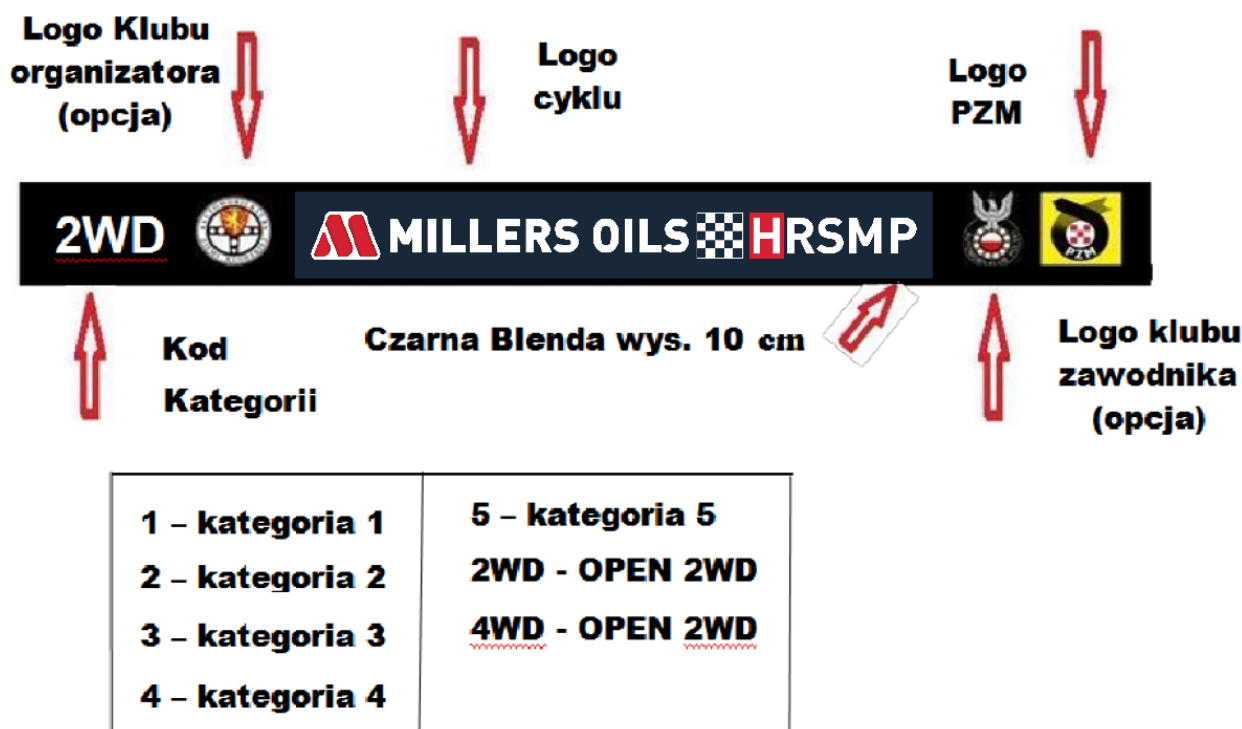 Logo Klubu
organizatora
(opcja)
Logo
cyklu
Logo
PZM
2WD
MILLERS OILS HRSMP
PZM
Kod
Kategorii
Czarna Blenda wys. 10 cm
Logo klubu
zawodnika
(opcja)
1 – kategoria 1
2 – kategoria 2
3 – kategoria 3
4 – kategoria 4
5 – kategoria 5
2WD - OPEN 2WD
4WD - OPEN 2WD